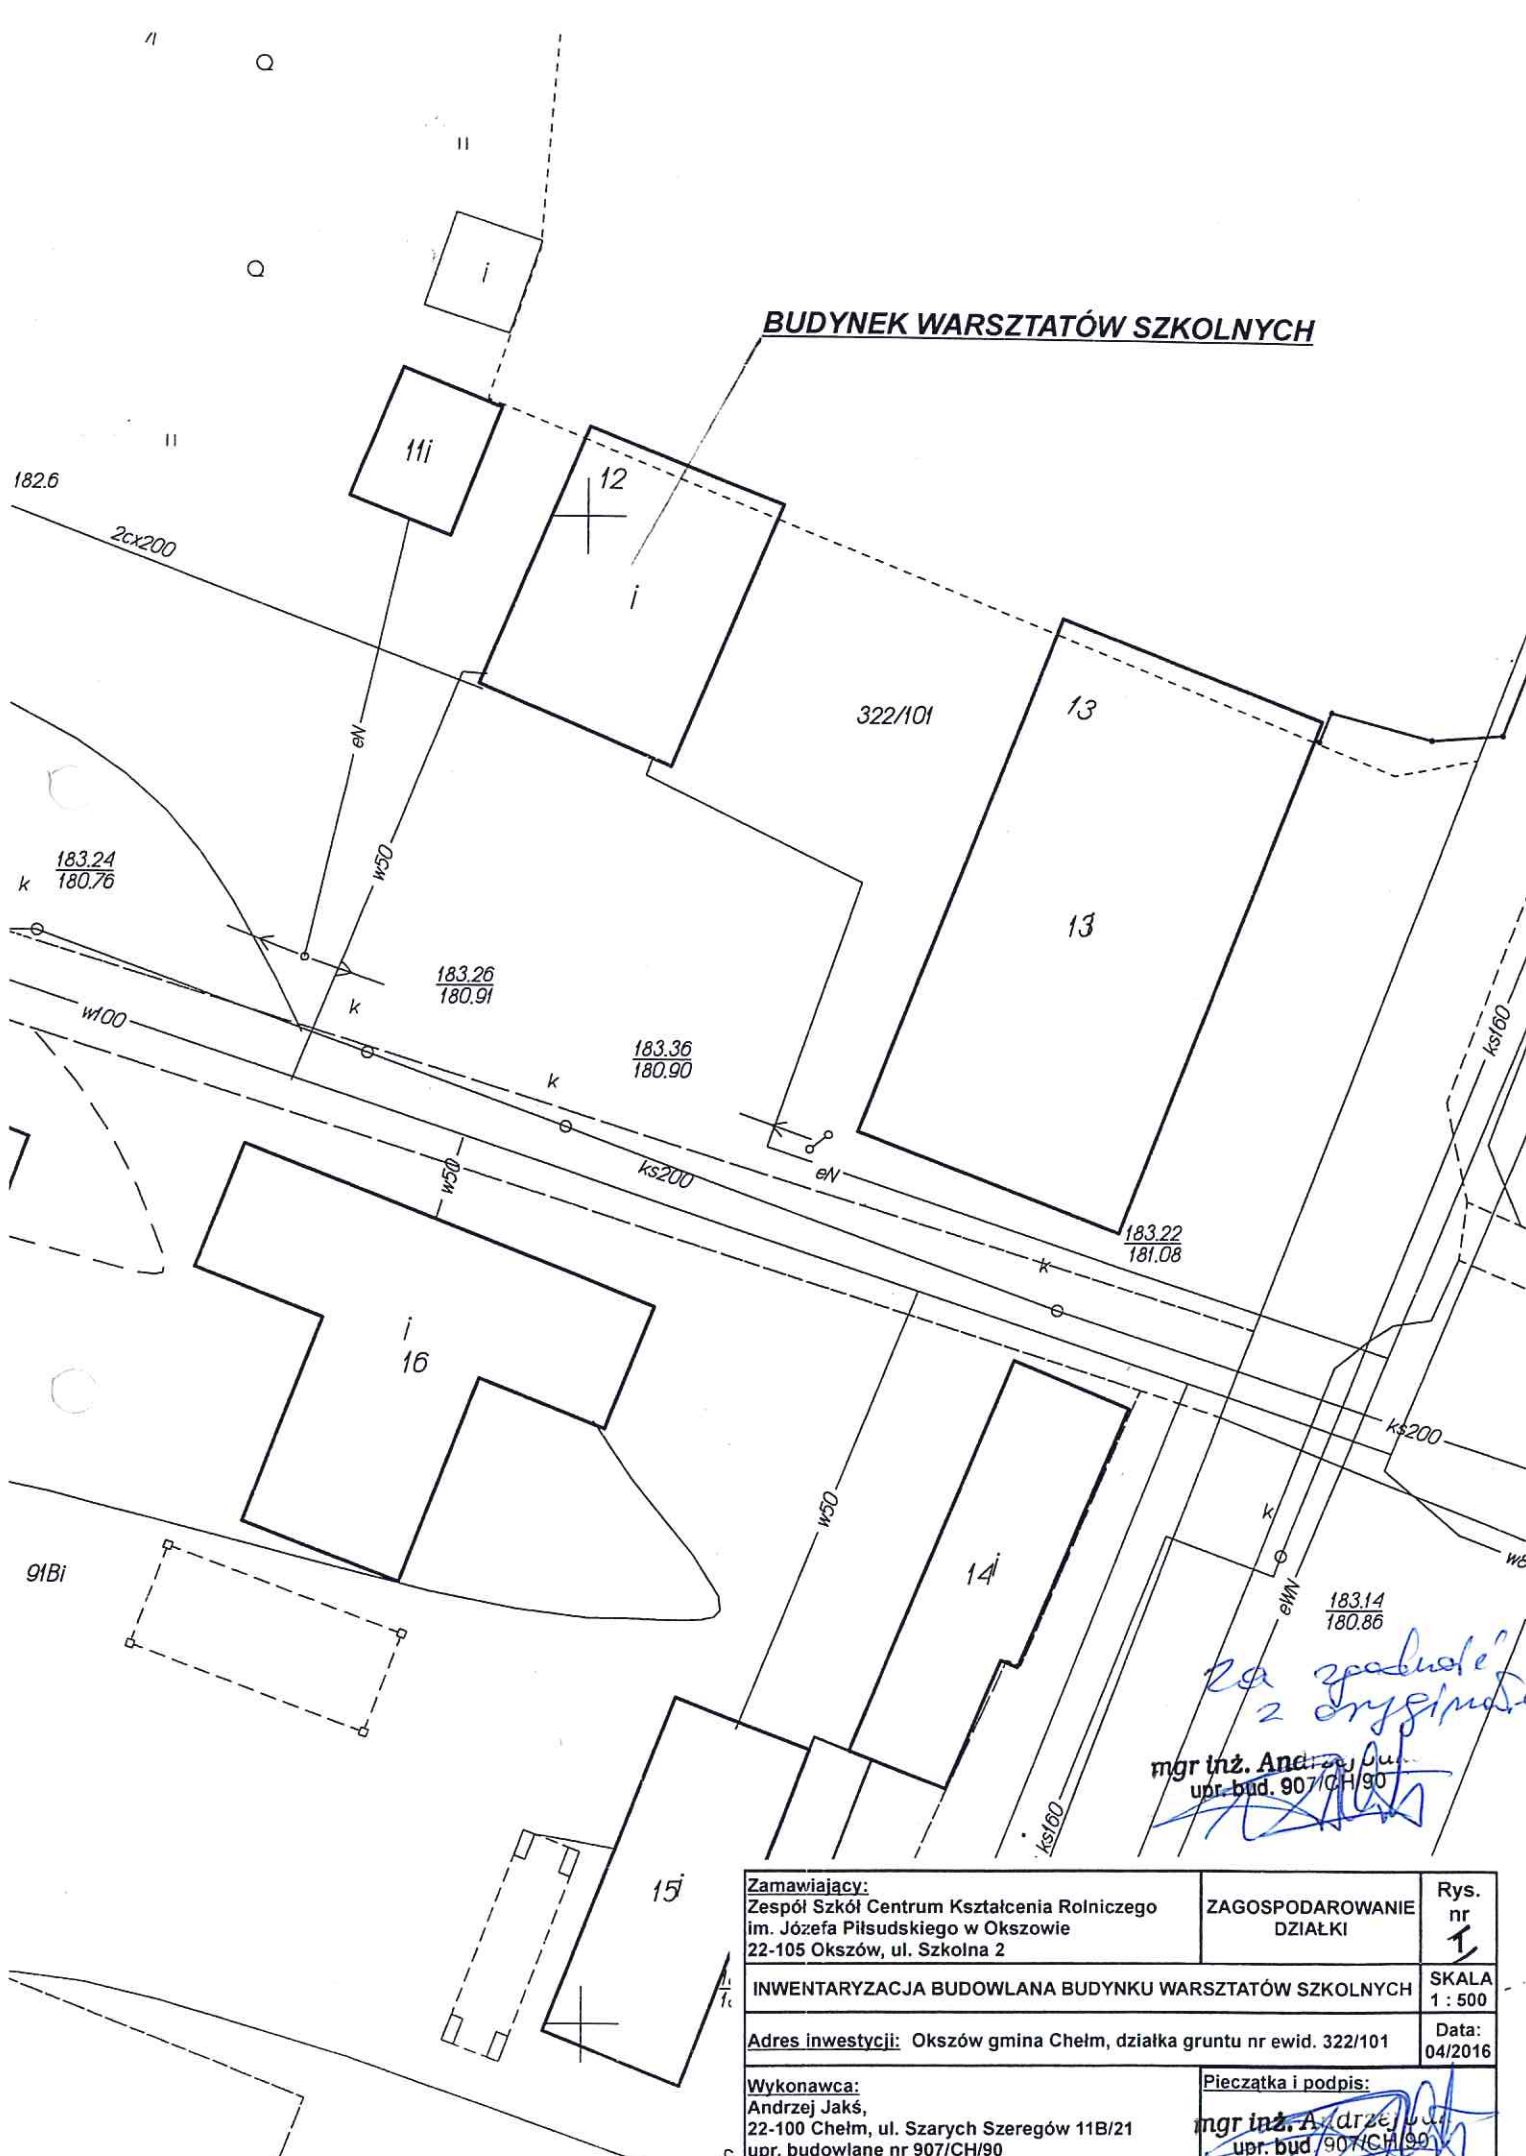 BUDYNEK WARSZTATÓW SZKOLNYCH
i
11i
12
182.6
2cx200
i
322/101
13
eN
w50
183.24
180.76
k
13
183.26
180.91
k
w100
ks160
183.36
180.90
k
w50
ks200
eN
183.22
181.08
k
i
16
ks200
w50
k
14i
91Bi
eWN
183.14
180.86
za zgodność
z
mgr inż.
upr. bud. 907/CH/90
ks160
15i
Zamawiający:
Zespół Szkół Centrum Kształcenia Rolniczego
im. Józefa Piłsudskiego w Okszowie
22-105 Okszów, ul. Szkolna 2
ZAGOSPODAROWANIE
DZIAŁKI
Rys.
nr
1
INWENTARYZACJA BUDOWLANA BUDYNKU WARSZTATÓW SZKOLNYCH
SKALA
1 : 500
Adres inwestycji: Okszów gmina Chełm, działka gruntu nr ewid. 322/101
Data:
04/2016
Wykonawca:
Andrzej Jakś,
22-100 Chełm, ul. Szarych Szeregów 11B/21
upr. budowlane nr 907/CH/90
Pieczątka i podpis:
mgr inż. Andrzej
upr. bud. 907/CH/90